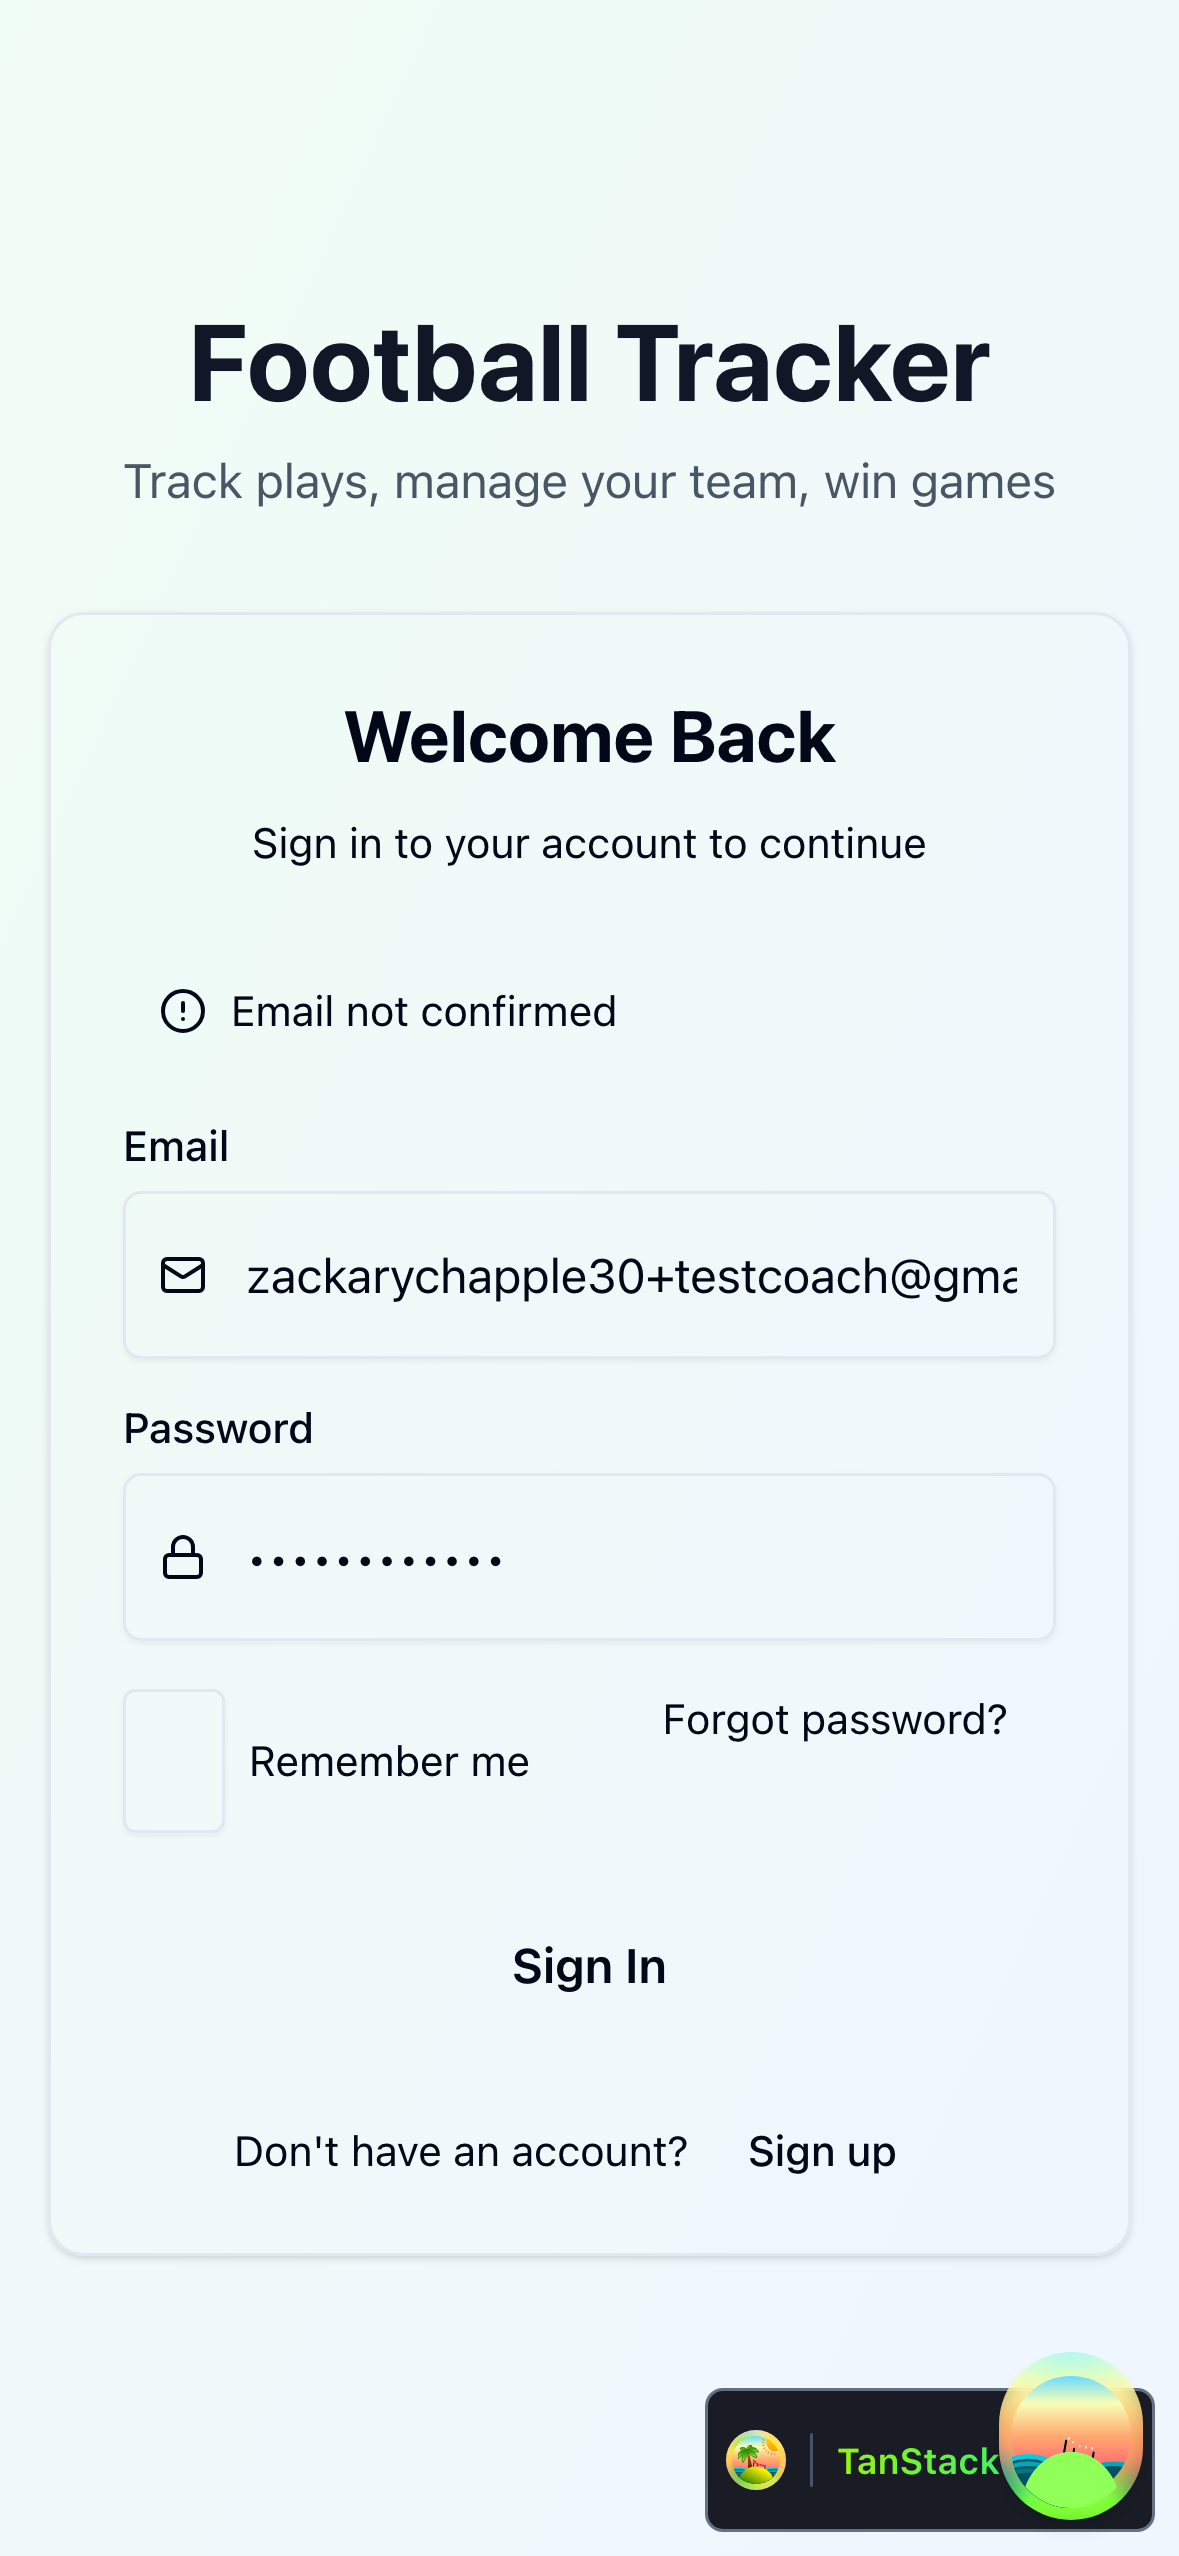 Football Tracker
Track plays, manage your team, win games
Welcome Back
Sign in to your account to continue
Email not confirmed
Email
zackarychapple30+testcoach@gma
Password
••••••••••••
Remember me
Forgot password?
Sign In
Don't have an account? Sign up
TanStack